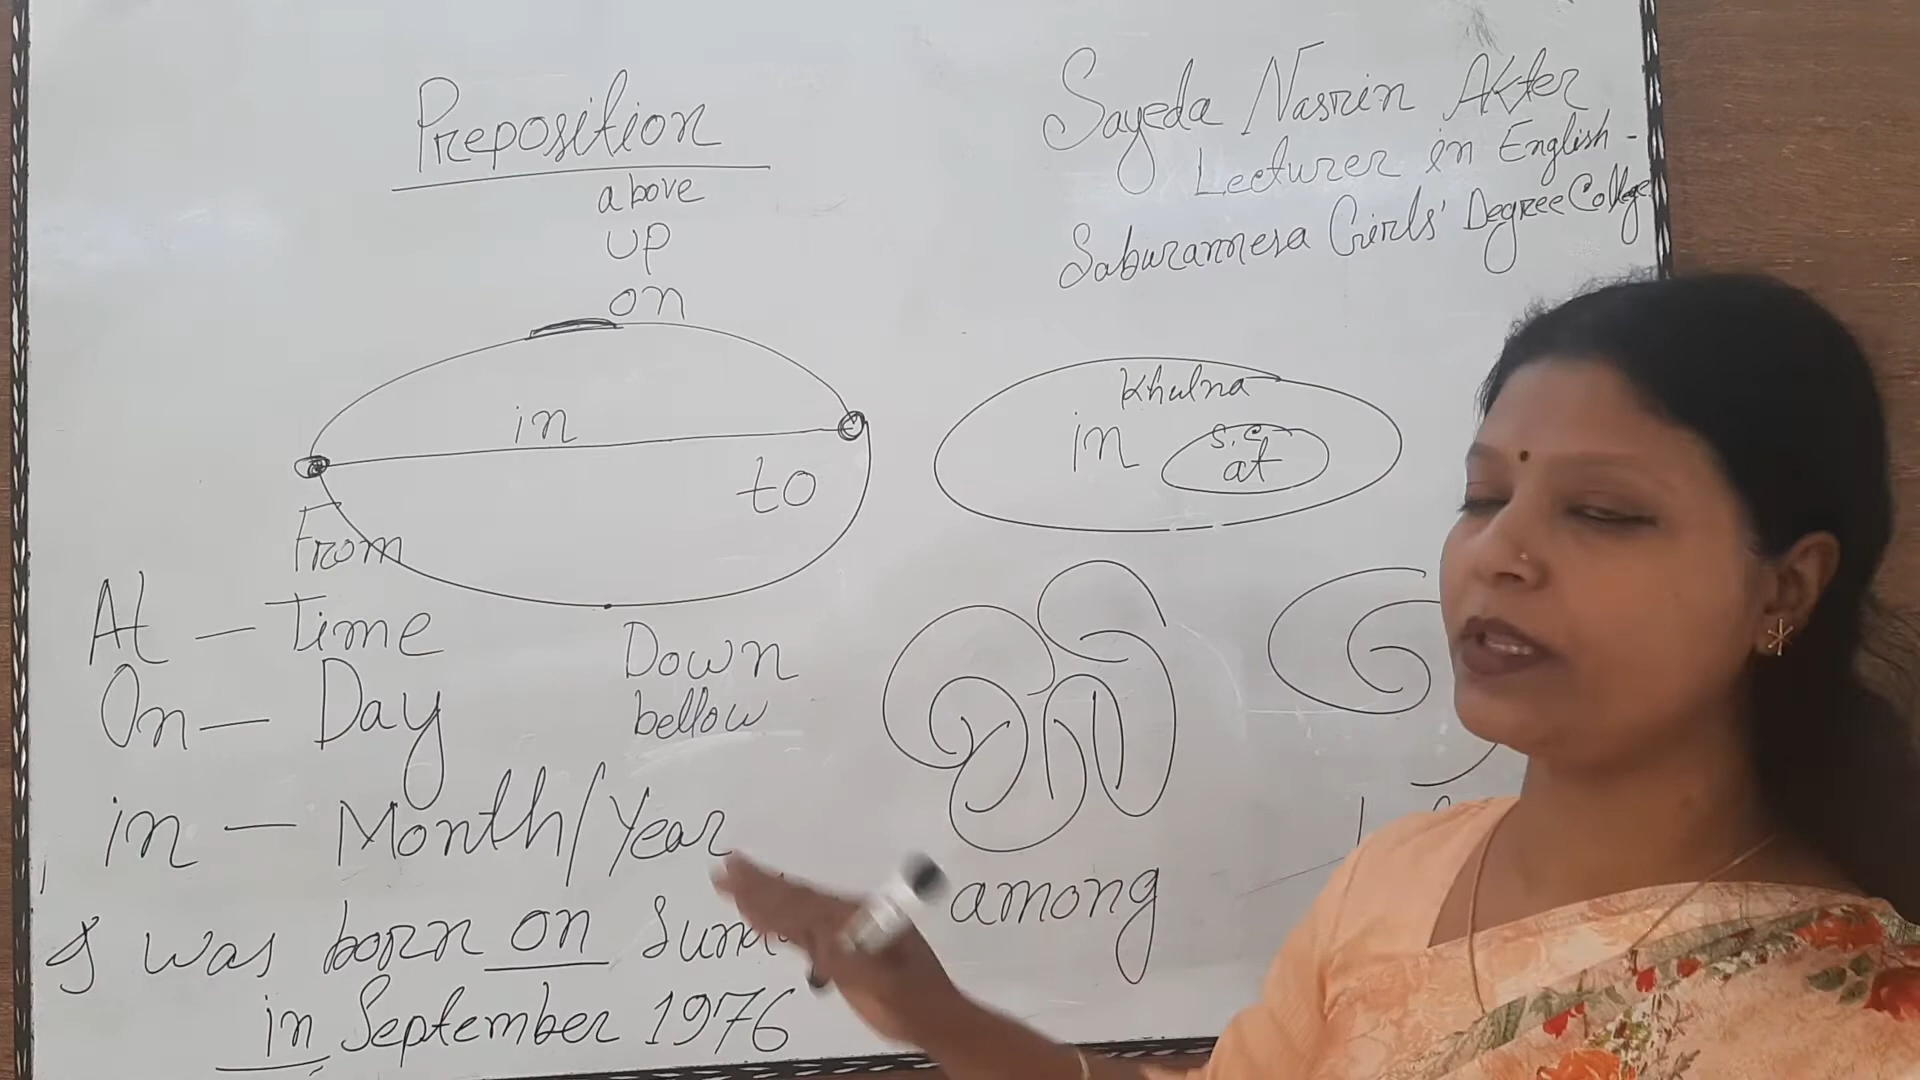 Preposition
above
up
on
in
to
From
Down
bellow
At - Time
On - Day
in - Month/Year
I was born on
in September 1976
Sayeda Nasrin Akter
Lecturer in English -
Saburannesa Girls' Degree College
Khulna
in
S.C.
at
among